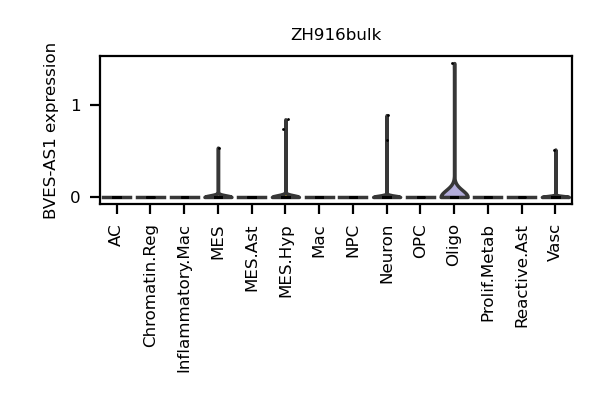 ZH916bulk
BVES-AS1 expression
1
0
AC
Chromatin.Reg
Inflammatory.Mac
MES
MES.Ast
MES.Hyp
Mac
NPC
Neuron
OPC
Oligo
Prolif.Metab
Reactive.Ast
Vasc